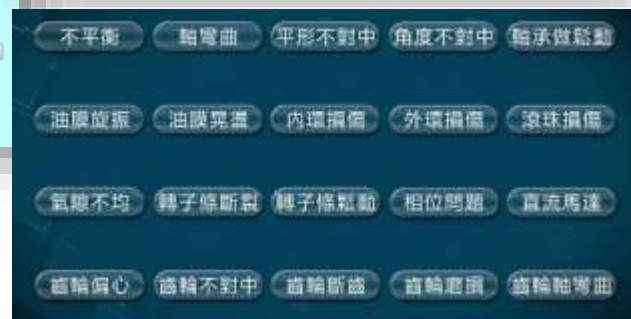 不平衡 軸彎曲 平形不對中 角度不對中 軸承做鬆動
油膜旋振 油膜晃盪 內環損傷 外環損傷 滾珠損傷
氣隙不均 轉子條斷裂 轉子條鬆動 相位問題 直流馬達
齒輪偏心 齒輪不對中 齒輪斷齒 齒輪磨損 齒輪軸彎曲